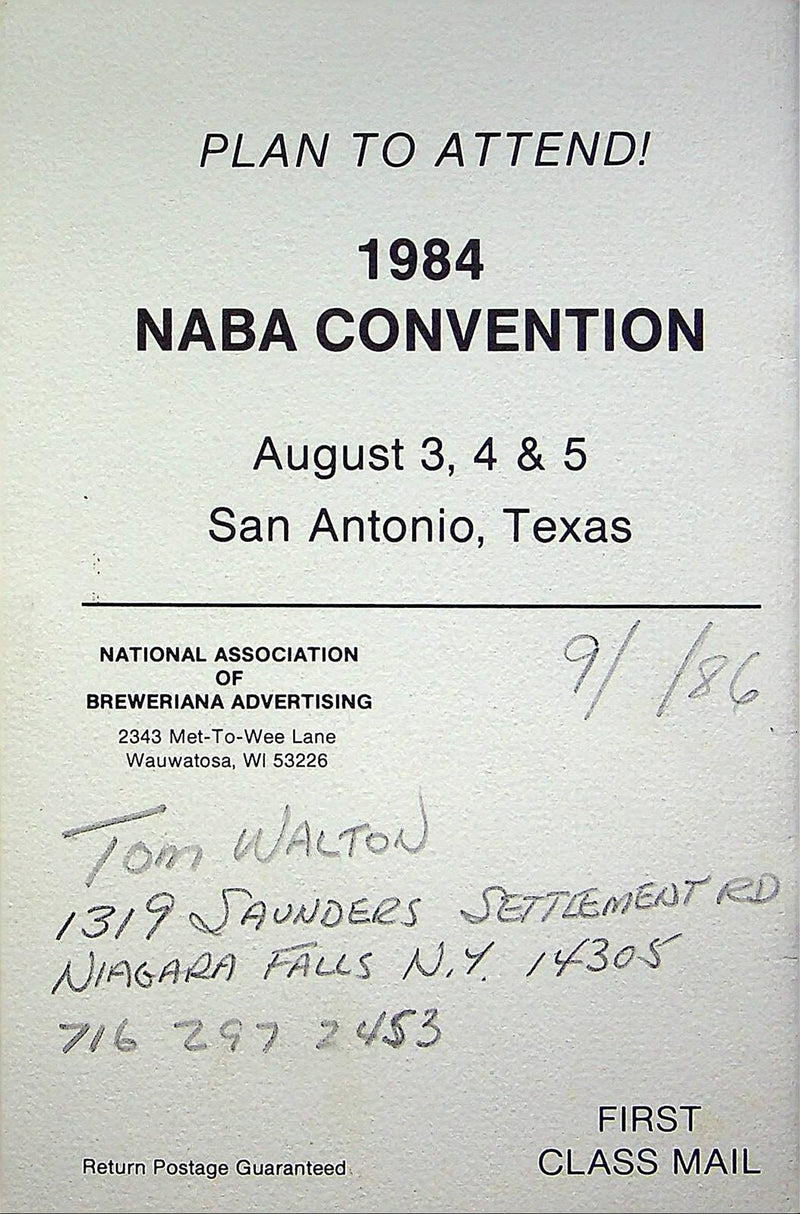 PLAN TO ATTEND!
1984
NABA CONVENTION
August 3, 4 & 5
San Antonio, Texas
NATIONAL ASSOCIATION
OF
BREWERIANA ADVERTISING
2343 Met-To-Wee Lane
Wauwatosa, WI 53226
9/ /86
Tom WALTON
1319 SAUNDERS SETTLEMENT RD
NIAGARA FALLS N.Y. 14305
716 297 2453
Return Postage Guaranteed
FIRST
CLASS MAIL